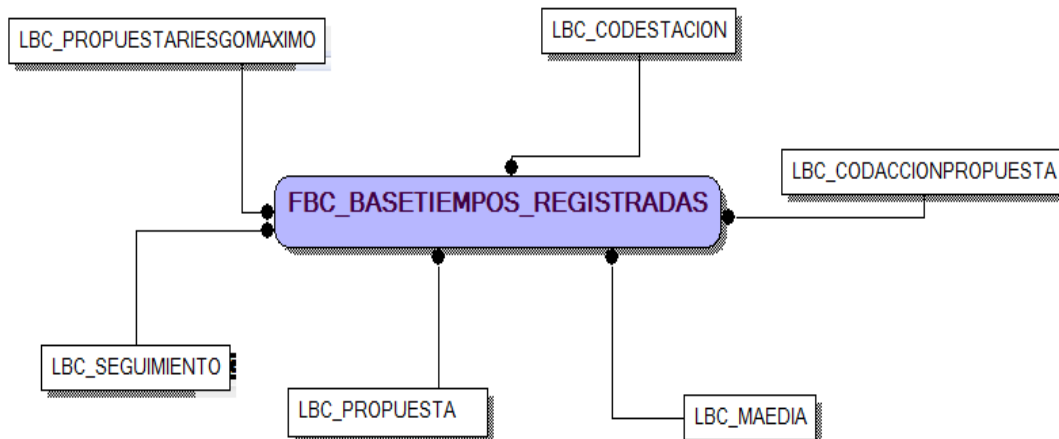 LBC_PROPUESTARIESGOMAXIMO
LBC_CODESTACION
LBC_CODACCIONPROPUESTA
FBC_BASETIEMPOS_REGISTRADAS
LBC_SEGUIMIENTO
LBC_PROPUESTA
LBC_MAEDIA